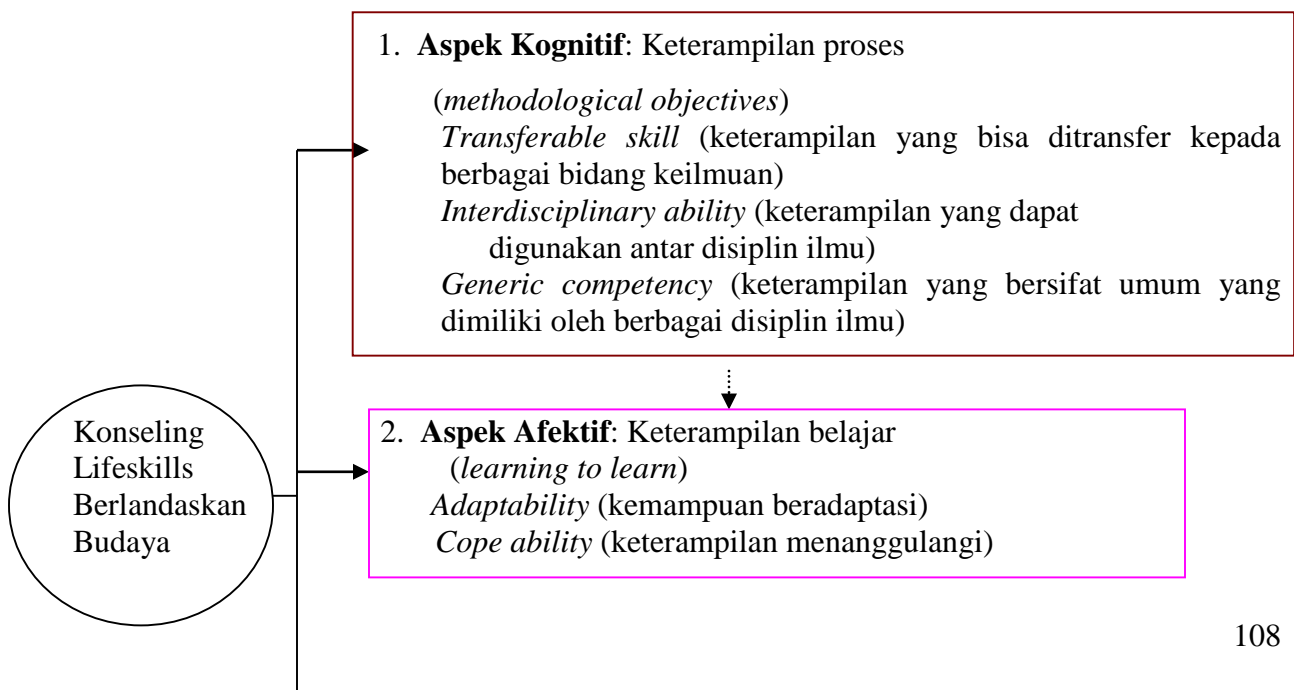 1. Aspek Kognitif: Keterampilan proses
(methodological objectives)
Transferable skill (keterampilan yang bisa ditransfer kepada
berbagai bidang keilmuan)
Interdisciplinary ability (keterampilan yang dapat
digunakan antar disiplin ilmu)
Generic competency (keterampilan yang bersifat umum yang
dimiliki oleh berbagai disiplin ilmu)
Konseling
Lifeskills
Berlandaskan
Budaya
2. Aspek Afektif: Keterampilan belajar
(learning to learn)
Adaptability (kemampuan beradaptasi)
Cope ability (keterampilan menanggulangi)
108